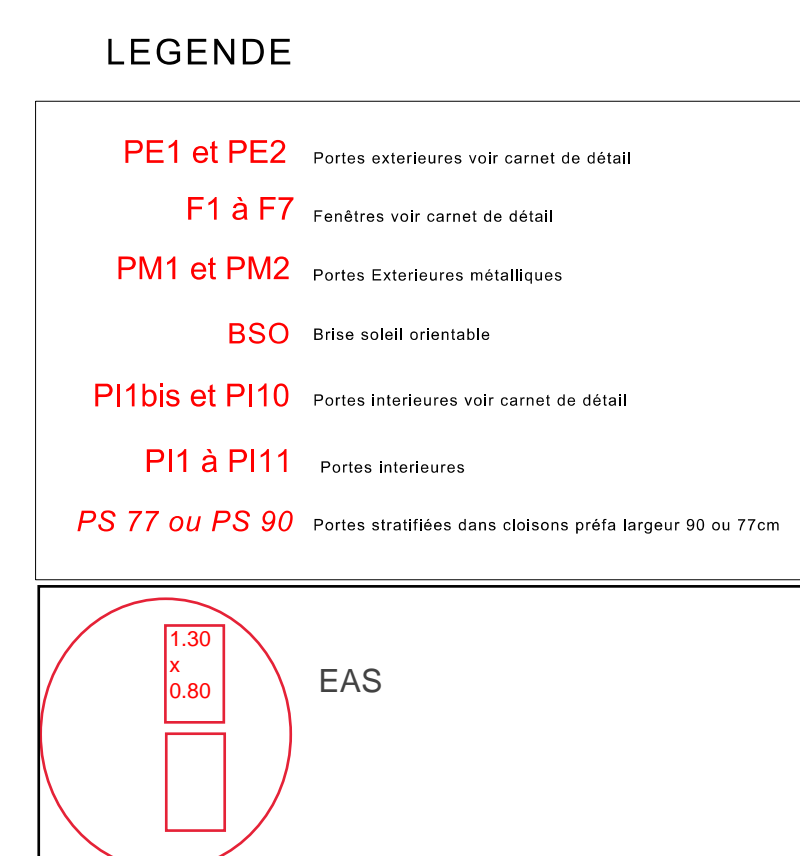 LEGENDE
PE1 et PE2 Portes exterieures voir carnet de détail
F1 à F7 Fenêtres voir carnet de détail
PM1 et PM2 Portes Exterieures métalliques
BSO Brise soleil orientable
PI1bis et PI10 Portes interieures voir carnet de détail
PI1 à PI11 Portes interieures
PS 77 ou PS 90 Portes stratifiées dans cloisons préfa largeur 90 ou 77cm
1.30
x
0.80
EAS